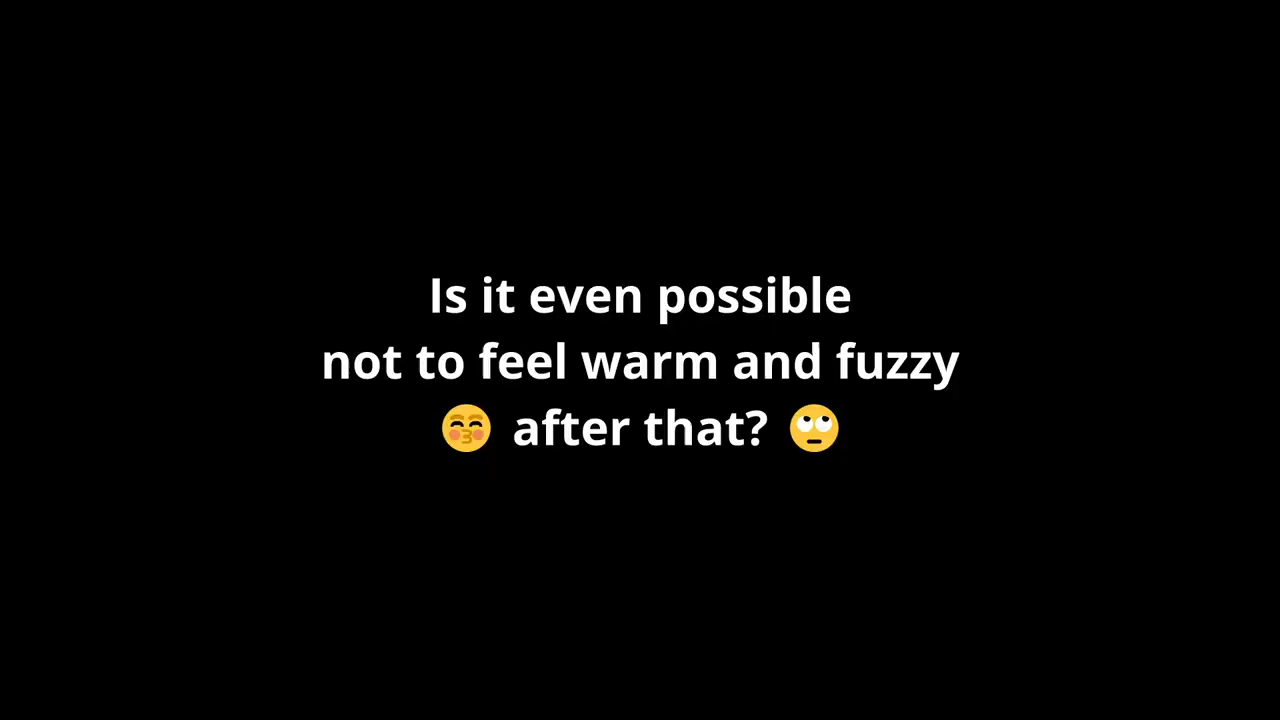 Is it even possible
not to feel warm and fuzzy
😚 after that? 🙄